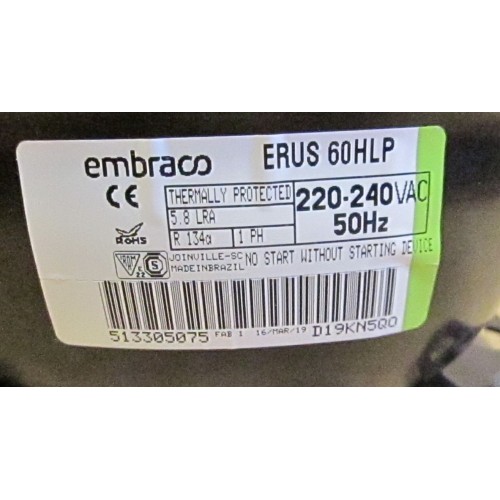 embraco ERUS 60HLP
CE THERMALLY PROTECTED
5.8 LRA
220-240VAC
50Hz
RoHS R 134a 1 PH
JOINVILLE-SC
MADEINBRAZIL
NO START WITHOUT STARTING DEVICE
513305075 FAB 1 16/MAR/19 D19KN5QO